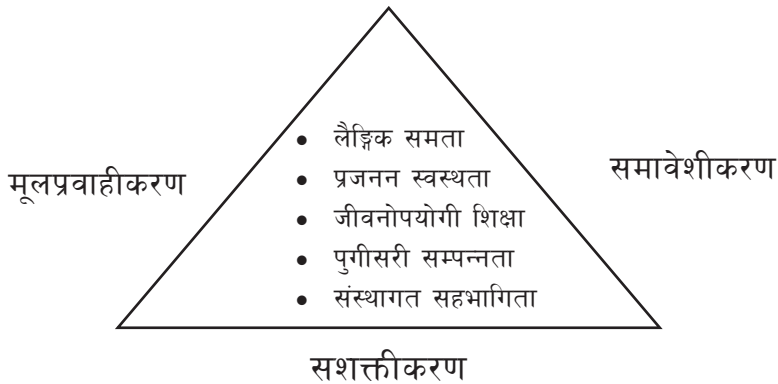 मूलप्रवाहीकरण
समावेशीकरण
• लैङ्गिक समता
• प्रजनन स्वस्थता
• जीवनोपयोगी शिक्षा
• पुगीसरी सम्पन्नता
• संस्थागत सहभागिता
सशक्तीकरण